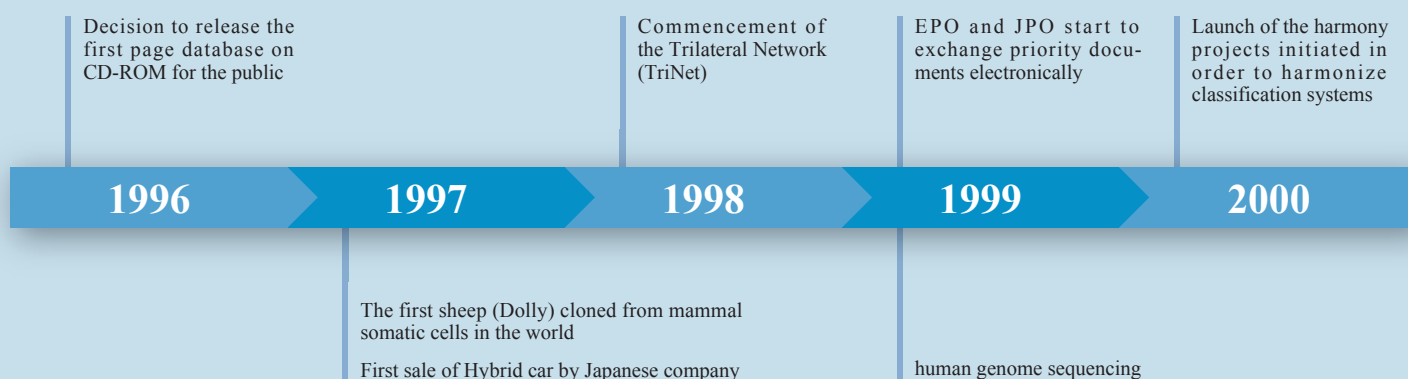 Decision to release the
first page database on
CD-ROM for the public
Commencement of
the Trilateral Network
(TriNet)
EPO and JPO start to
exchange priority docu-
ments electronically
Launch of the harmony
projects initiated in
order to harmonize
classification systems
1996
1997
1998
1999
2000
The first sheep (Dolly) cloned from mammal
somatic cells in the world
First sale of Hybrid car by Japanese company
human genome sequencing